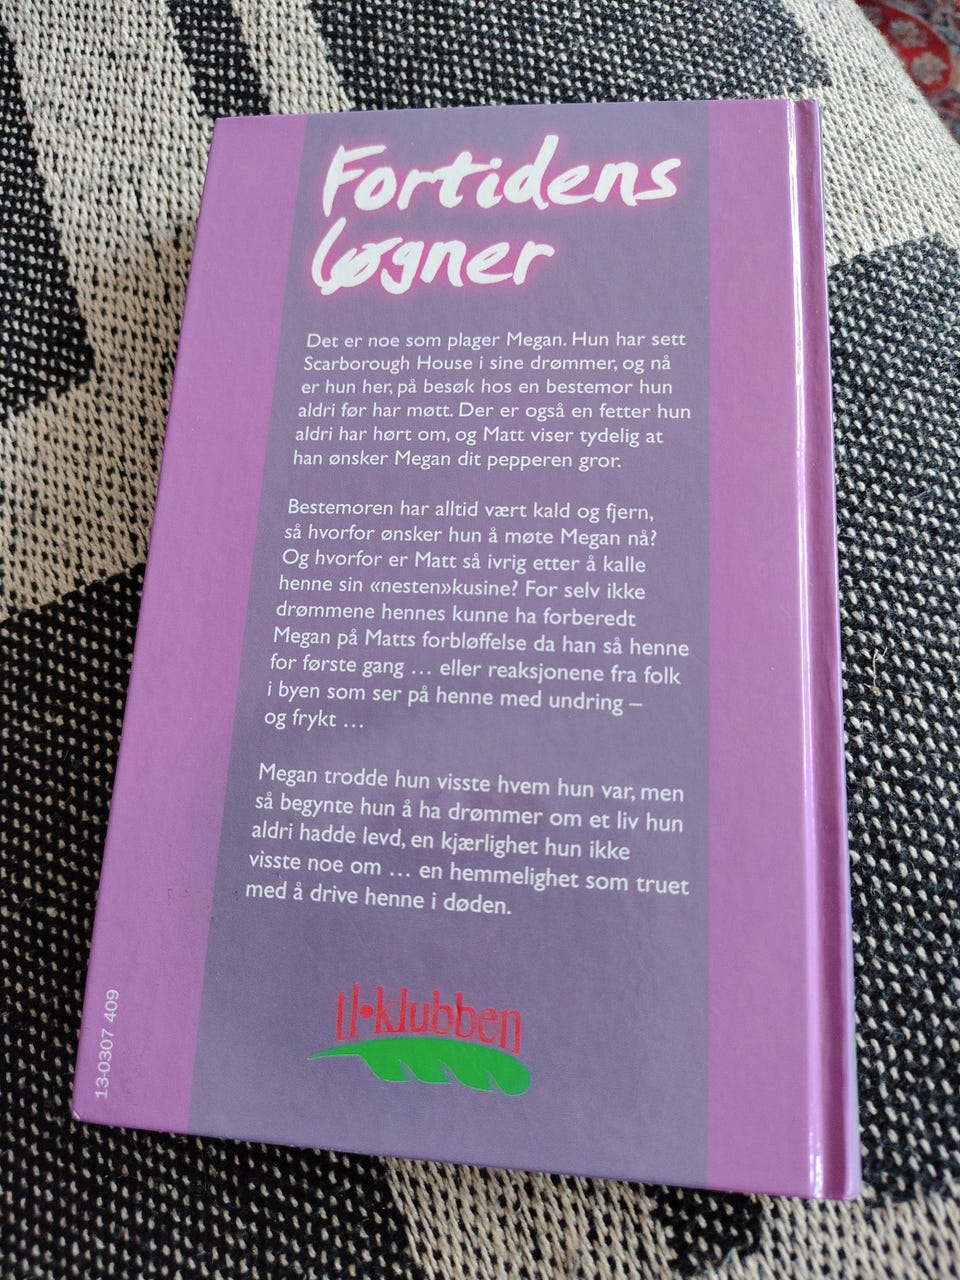 Fortidens
løgner
Det er noe som plager Megan. Hun har sett
Scarborough House i sine drømmer, og nå
er hun her, på besøk hos en bestemor hun
aldri før har møtt. Der er også en fetter hun
aldri har hørt om, og Matt viser tydelig at
han ønsker Megan dit pepperen gror.
Bestemoren har alltid vært kald og fjern,
så hvorfor ønsker hun å møte Megan nå?
Og hvorfor er Matt så ivrig etter å kalle
henne sin «nesten»kusine? For selv ikke
drømmene hennes kunne ha forberedt
Megan på Matts forbløffelse da han så henne
for første gang … eller reaksjonene fra folk
i byen som ser på henne med undring –
og frykt …
Megan trodde hun visste hvem hun var, men
så begynte hun å ha drømmer om et liv hun
aldri hadde levd, en kjærlighet hun ikke
visste noe om … en hemmelighet som truet
med å drive henne i døden.
tl•klubben
13-0307 409